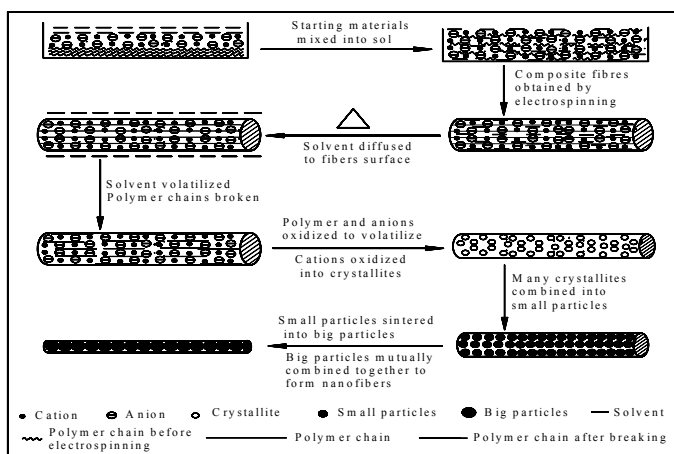 Starting materials
mixed into sol
Composite fibres
obtained by
electrospinning
Solvent diffused
to fibers surface
Solvent volatilized
Polymer chains broken
Polymer and anions
oxidized to volatilize
Cations oxidized
into crystallites
Many crystallites
combined into
small particles
Small particles sintered
into big particles
Big particles mutually
combined together to
form nanofibers
Cation Anion Crystallite Small particles Big particles Solvent
Polymer chain before
electrospinning
Polymer chain
Polymer chain after breaking